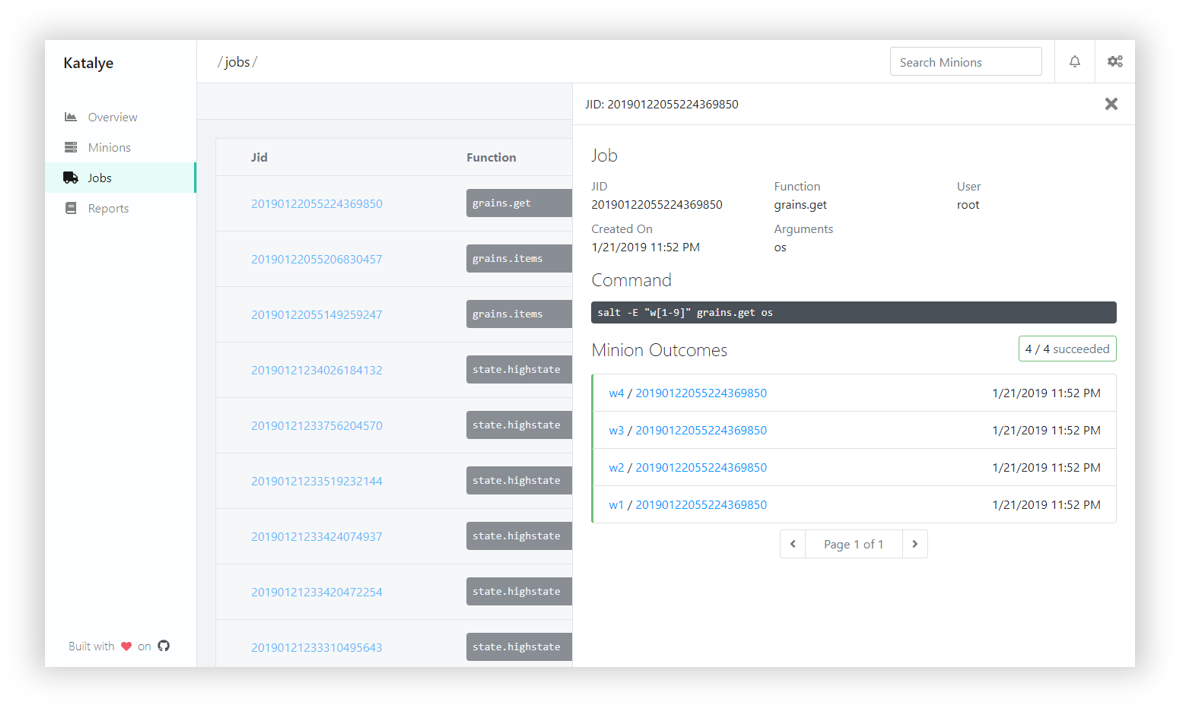 Katalye
/ jobs /
Search Minions
Overview
Minions
Jobs
Reports
Built with on
Jid Function
20190122055224369850 grains.get
20190122055206830457 grains.items
20190122055149259247 grains.items
20190121234026184132 state.highstate
20190121233756204570 state.highstate
20190121233519232144 state.highstate
20190121233424074937 state.highstate
20190121233420472254 state.highstate
20190121233310495643 state.highstate
JID: 20190122055224369850
Job
JID Function User
20190122055224369850 grains.get root
Created On Arguments
1/21/2019 11:52 PM os
Command
salt -E "w[1-9]" grains.get os
Minion Outcomes 4 / 4 succeeded
w4 / 20190122055224369850 1/21/2019 11:52 PM
w3 / 20190122055224369850 1/21/2019 11:52 PM
w2 / 20190122055224369850 1/21/2019 11:52 PM
w1 / 20190122055224369850 1/21/2019 11:52 PM
Page 1 of 1